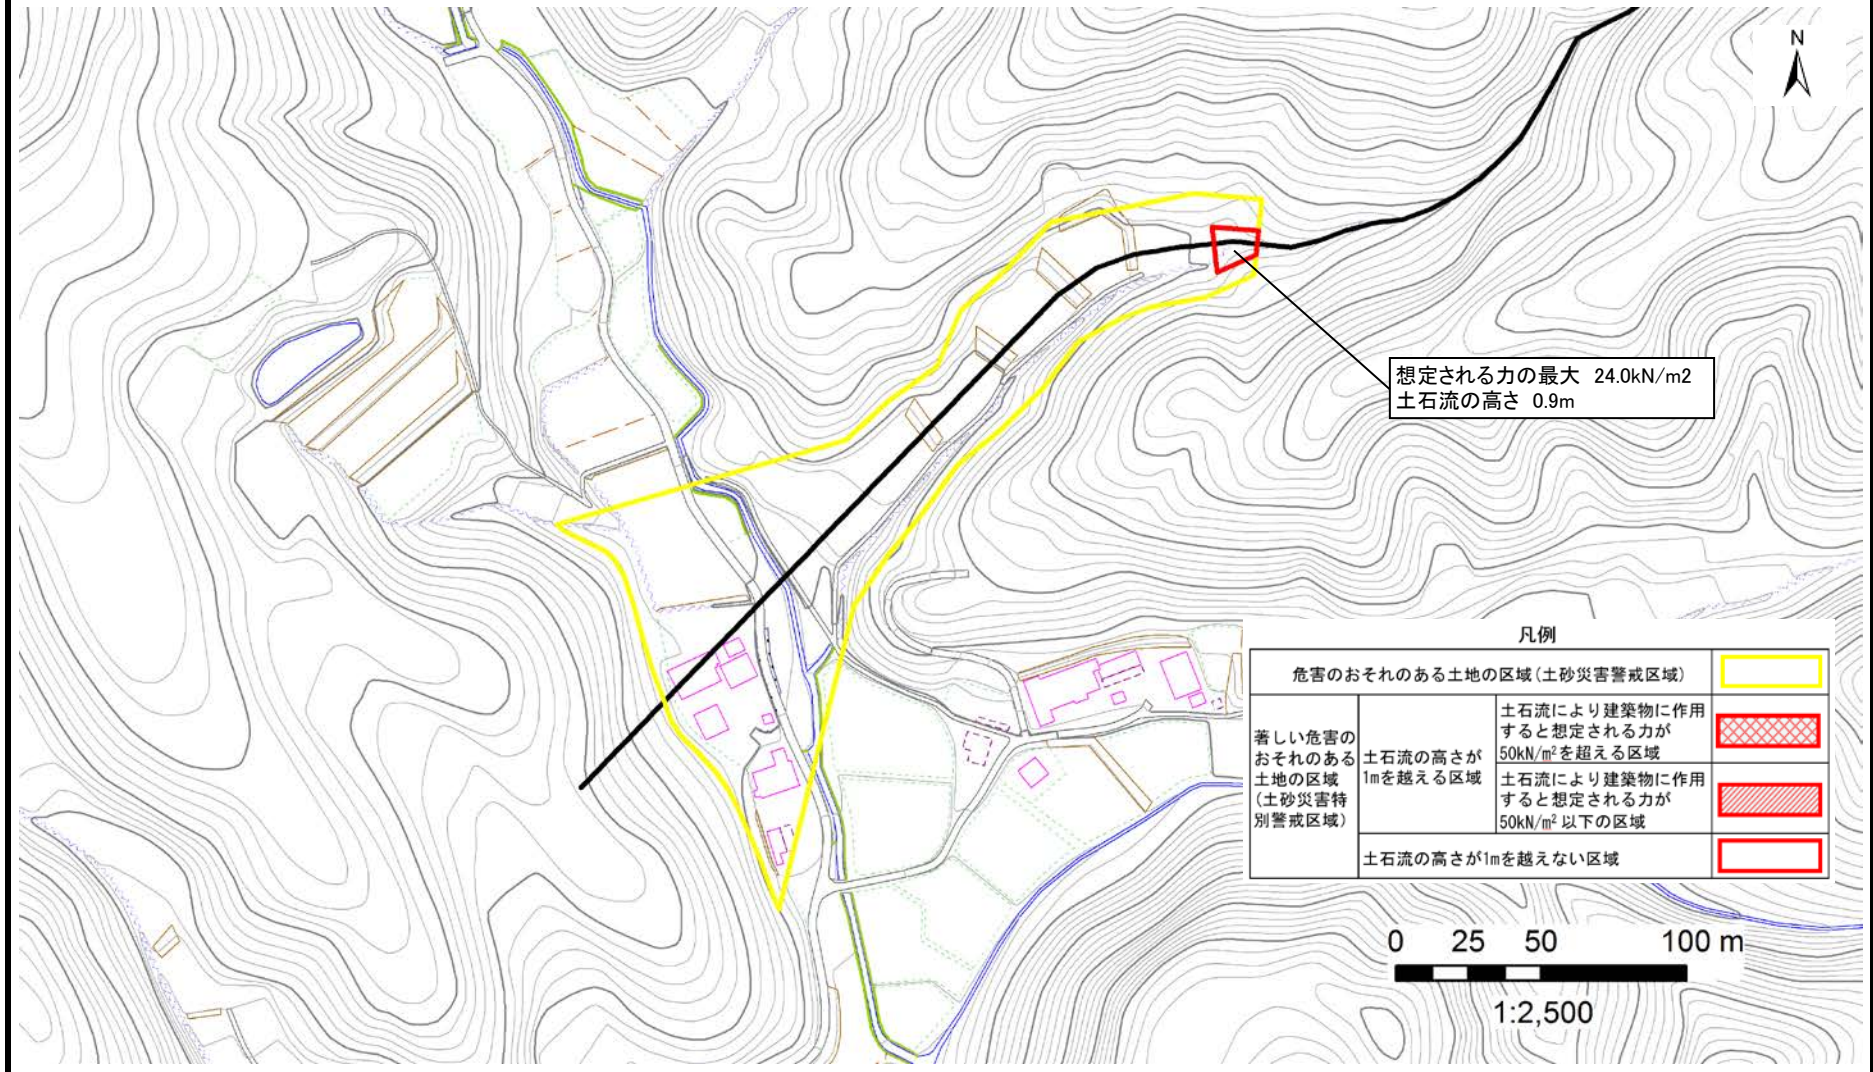 N
想定される力の最大 24.0kN/m2
土石流の高さ 0.9m
凡例
危害のおそれのある土地の区域(土砂災害警戒区域)
著しい危害の
おそれのある
土地の区域
(土砂災害特
別警戒区域)
土石流の高さが
1mを越える区域
土石流により建築物に作用
すると想定される力が
50kN/㎡を超える区域
土石流により建築物に作用
すると想定される力が
50kN/㎡以下の区域
土石流の高さが1mを越えない区域
0 25 50 100 m
1:2,500